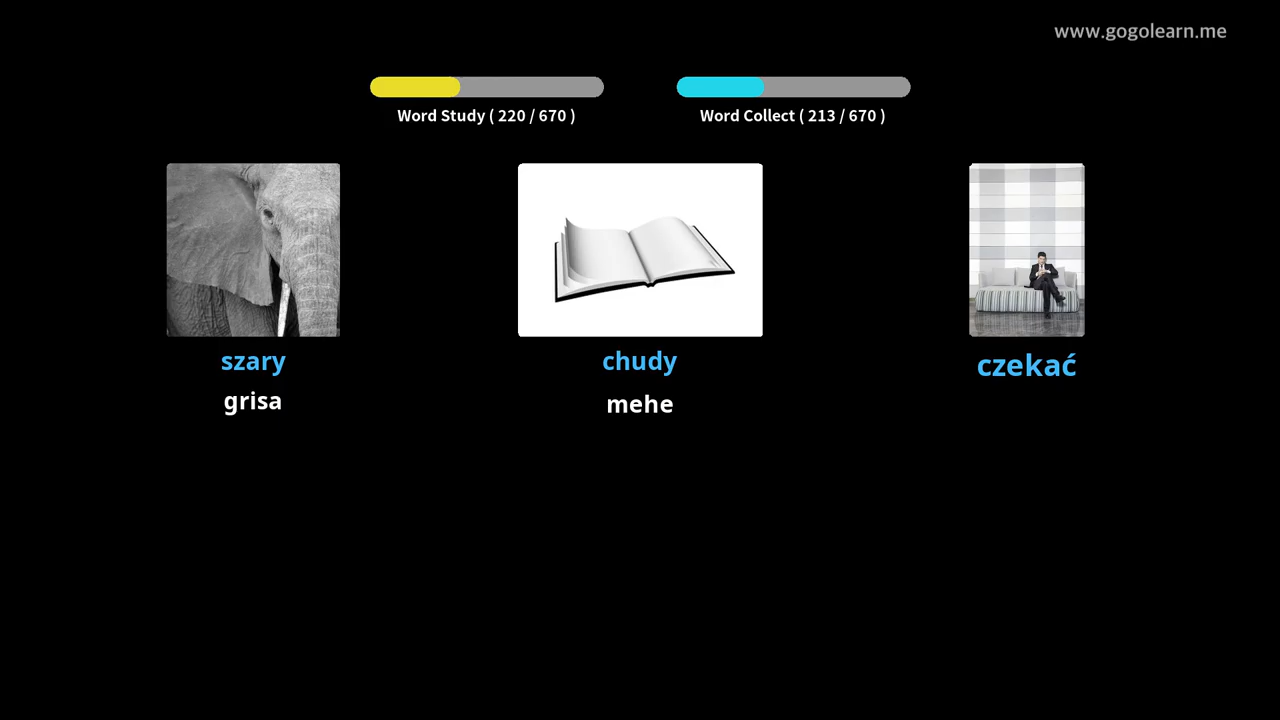 www.gogolearn.me
Word Study ( 220 / 670 )
Word Collect ( 213 / 670 )
szary
grisa
chudy
mehe
czekać